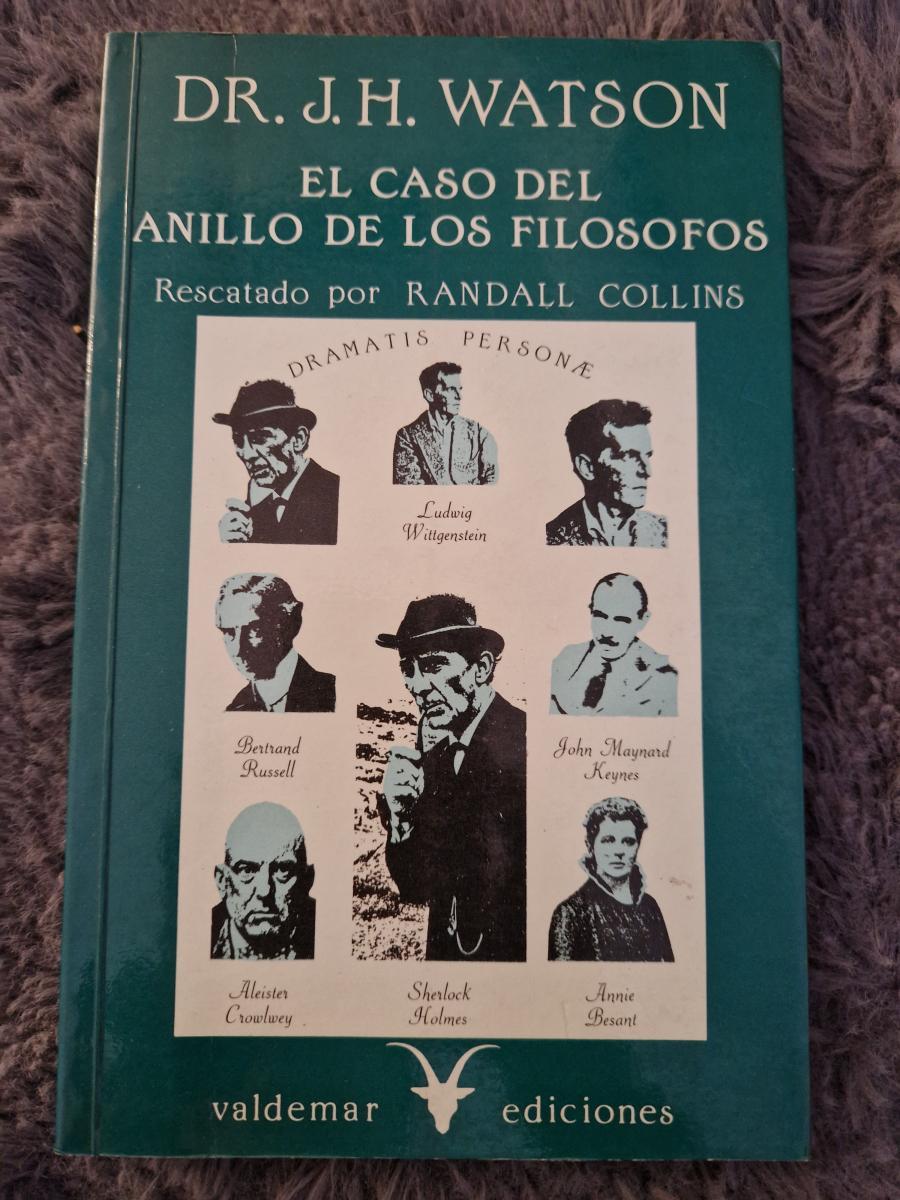 DR. J. H. WATSON
EL CASO DEL
ANILLO DE LOS FILOSOFOS
Rescatado por RANDALL COLLINS
DRAMATIS PERSONÆ
Ludwig
Wittgenstein
Bertrand
Russell
John Maynard
Keynes
Aleister
Crowlwey
Sherlock
Holmes
Annie
Besant
valdemar ediciones